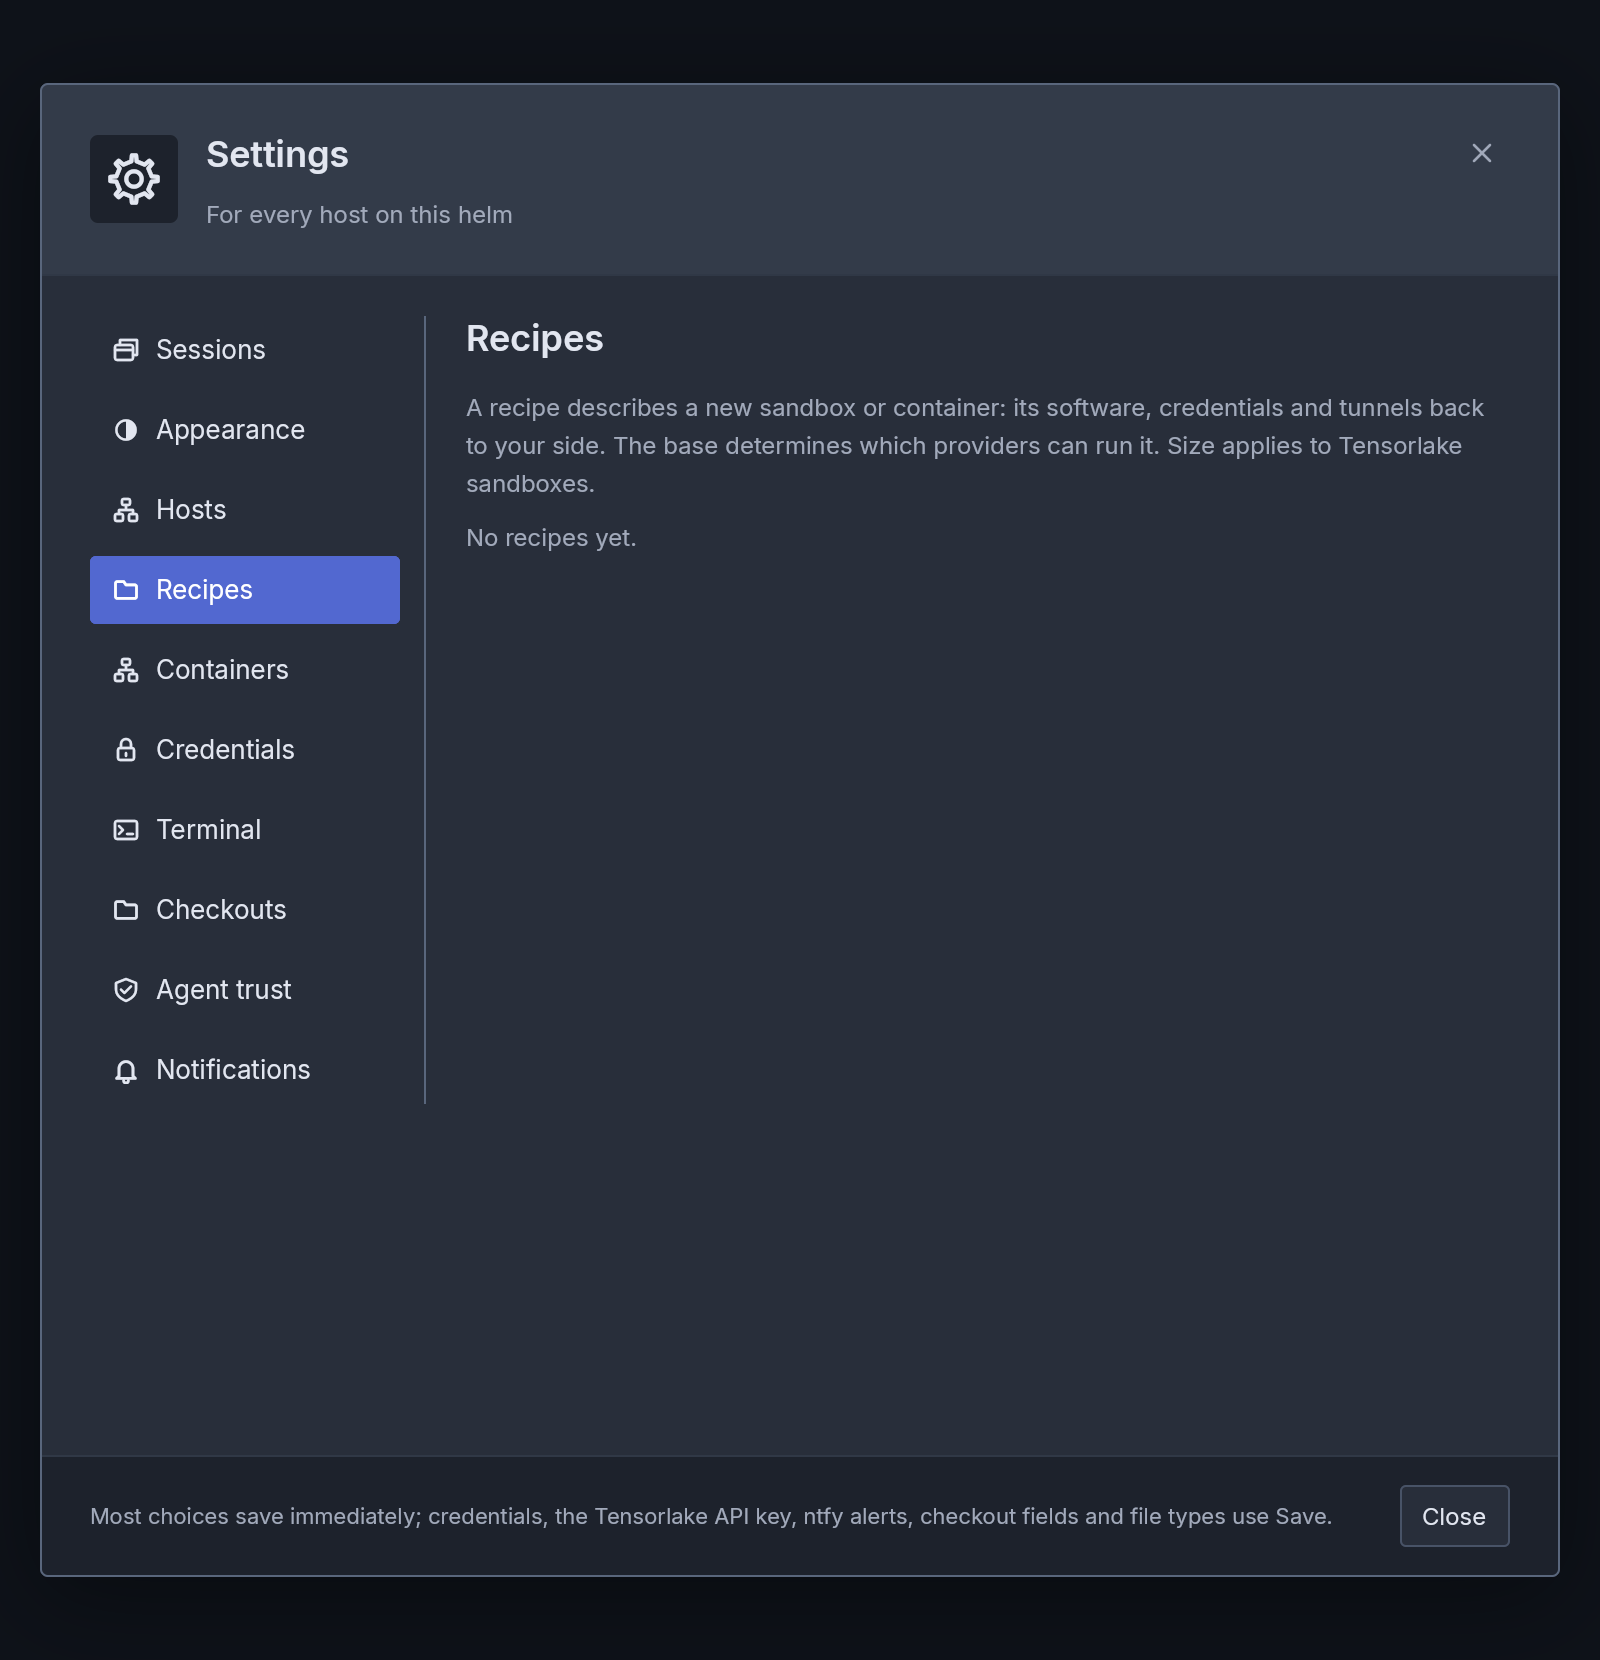 Settings
For every host on this helm
Sessions
Appearance
Hosts
Recipes
Containers
Credentials
Terminal
Checkouts
Agent trust
Notifications
Recipes
A recipe describes a new sandbox or container: its software, credentials and tunnels back
to your side. The base determines which providers can run it. Size applies to Tensorlake
sandboxes.
No recipes yet.
Most choices save immediately; credentials, the Tensorlake API key, ntfy alerts, checkout fields and file types use Save.
Close